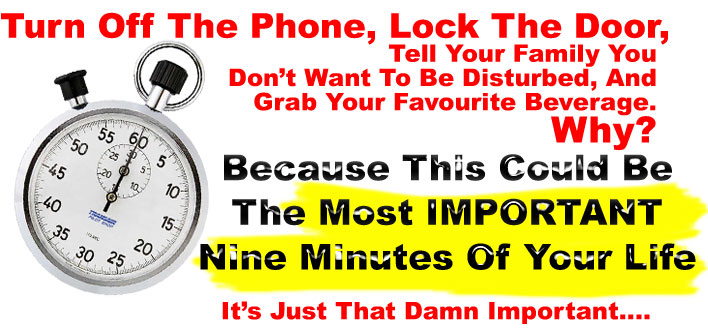 Turn Off The Phone, Lock The Door,
Tell Your Family You
Don't Want To Be Disturbed, And
Grab Your Favourite Beverage.
Why?
Because This Could Be
The Most IMPORTANT
Nine Minutes Of Your Life
It's Just That Damn Important....
60
5
10
15
20
25
30
35
40
45
50
55